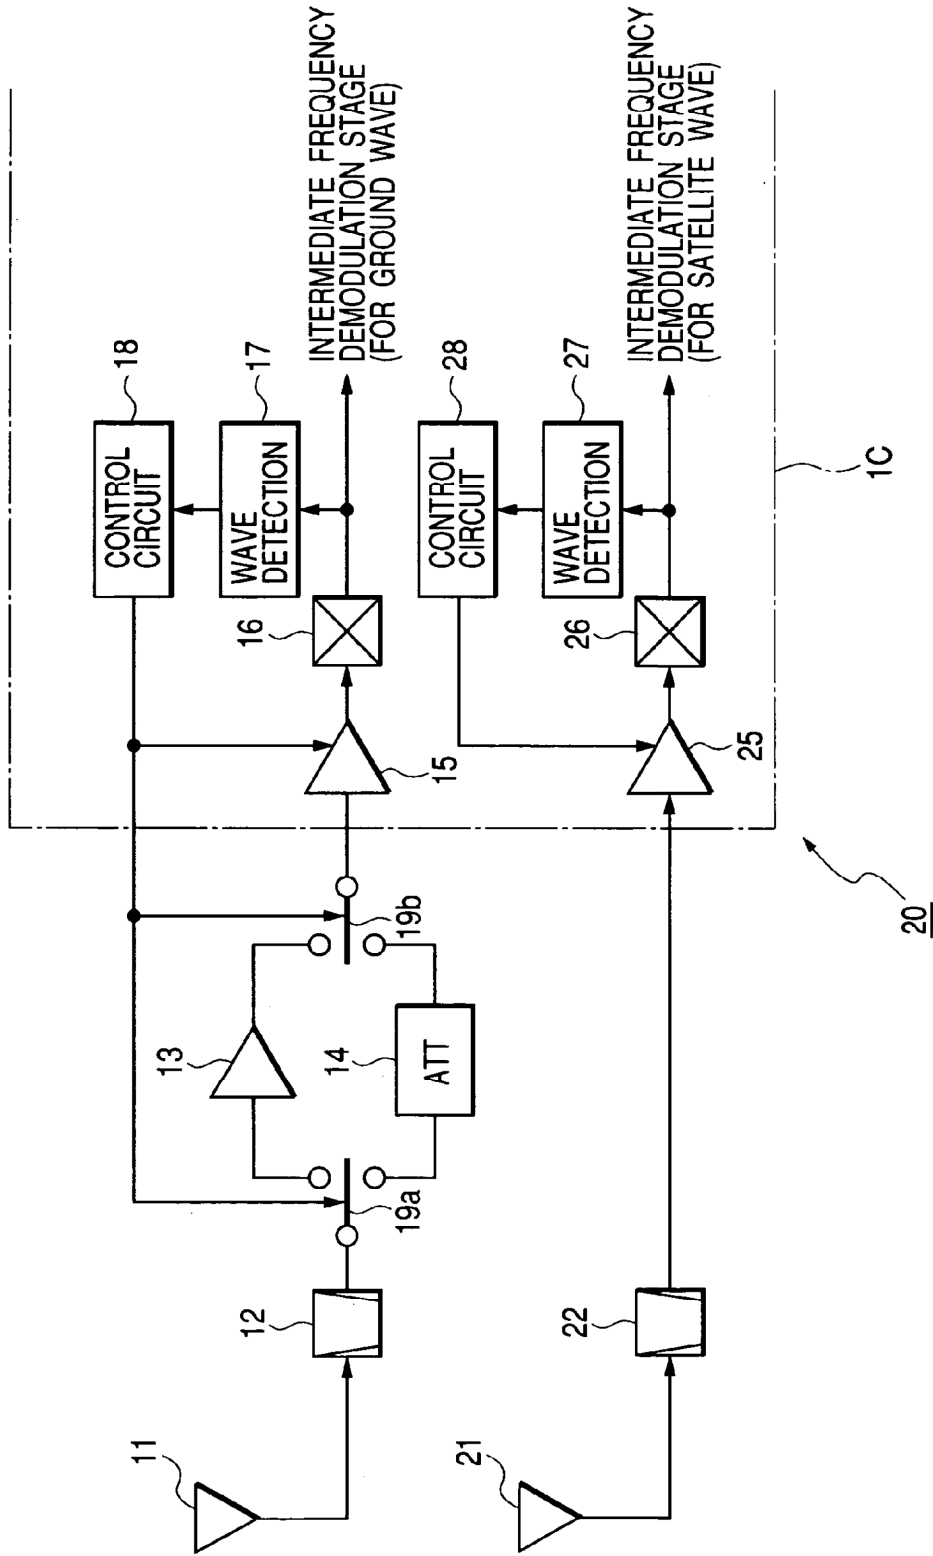 11
12
19a
13
14
ATT
19b
15
16
18
CONTROL
CIRCUIT
17
WAVE
DETECTION
INTERMEDIATE FREQUENCY
DEMODULATION STAGE
(FOR GROUND WAVE)
21
22
25
26
28
CONTROL
CIRCUIT
27
WAVE
DETECTION
INTERMEDIATE FREQUENCY
DEMODULATION STAGE
(FOR SATELLITE WAVE)
1C
20